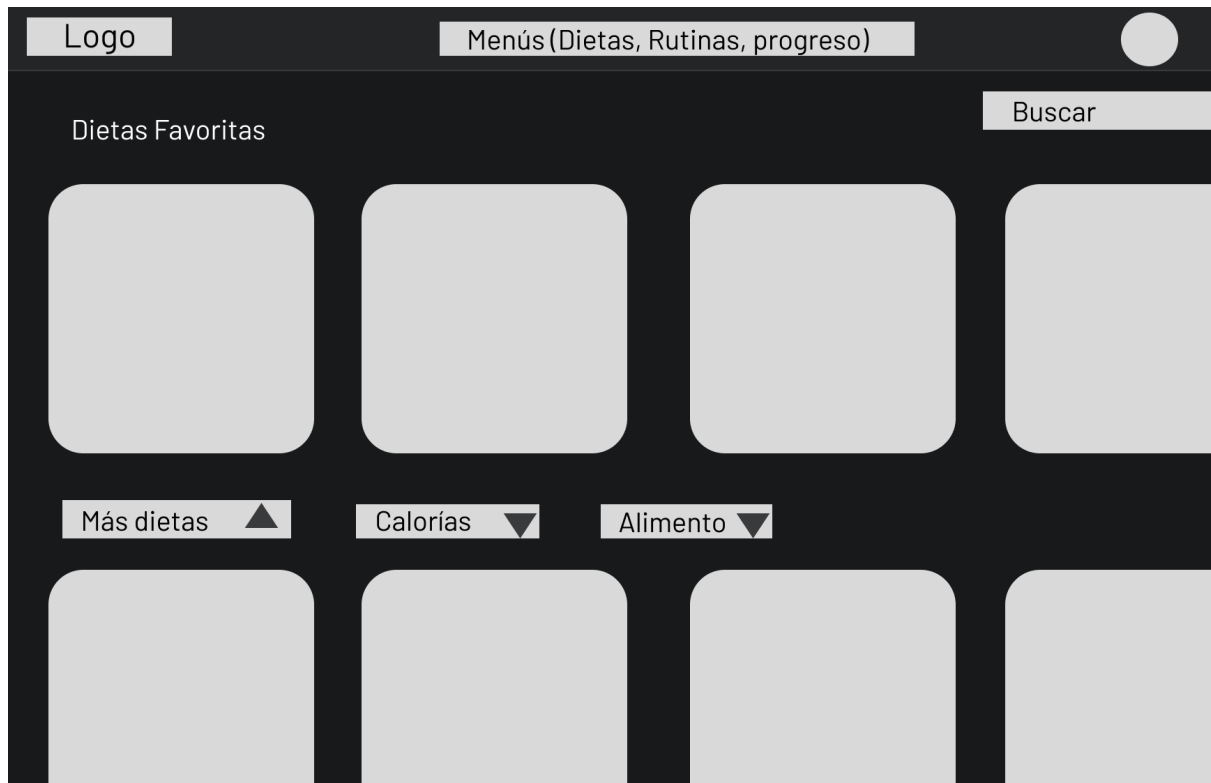 Logo
Menús (Dietas, Rutinas, progreso)
Dietas Favoritas
Buscar
Más dietas
Calorías
Alimento